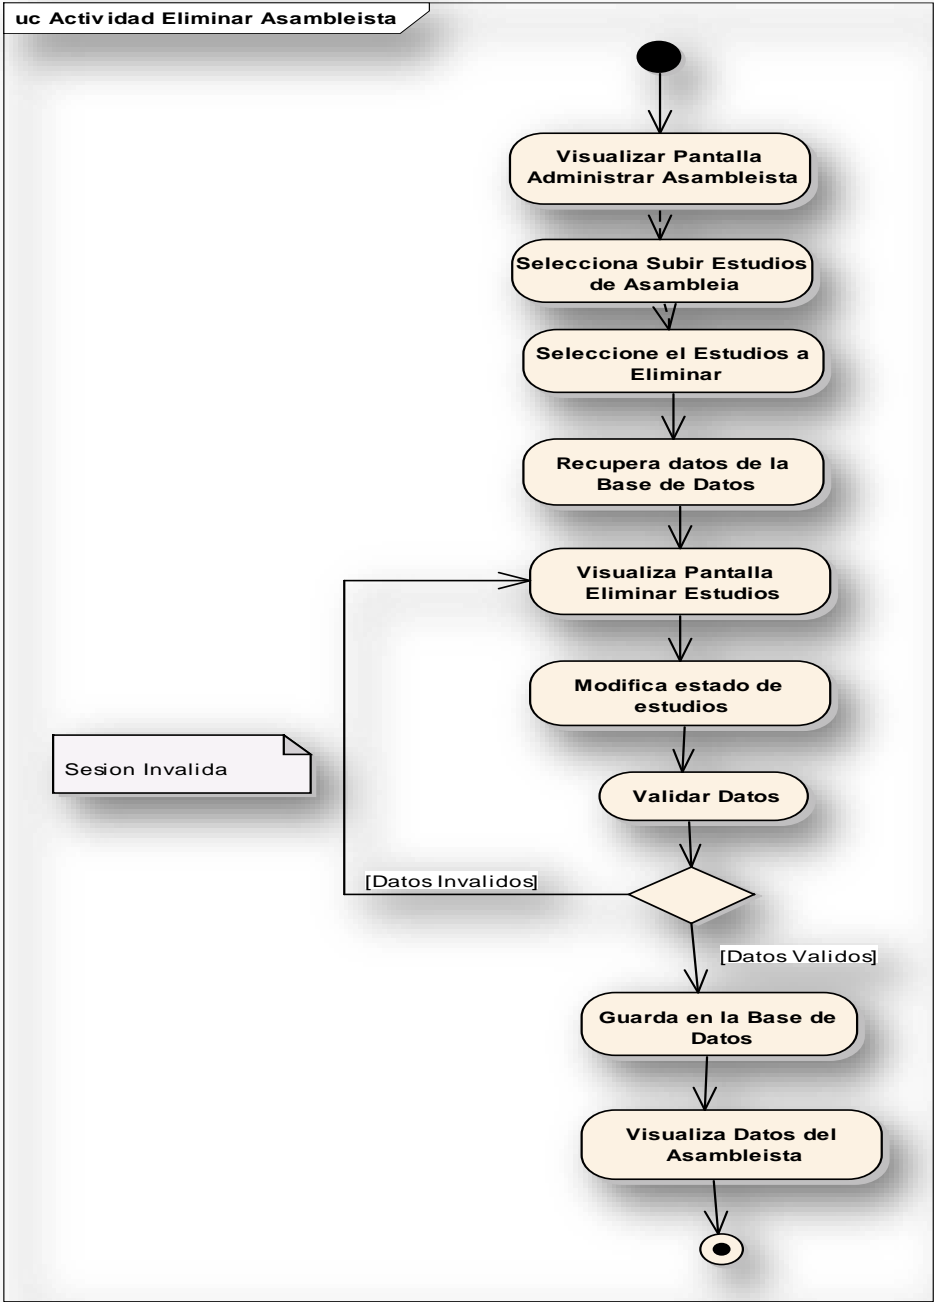 uc Actividad Eliminar Asambleista
Visualizar Pantalla
Administrar Asambleista
Selecciona Subir Estudios
de Asambleia
Seleccione el Estudios a
Eliminar
Recupera datos de la
Base de Datos
Visualiza Pantalla
Eliminar Estudios
Modifica estado de
estudios
Sesion Invalida
Validar Datos
[Datos Invalidos]
[Datos Validos]
Guarda en la Base de
Datos
Visualiza Datos del
Asambleista